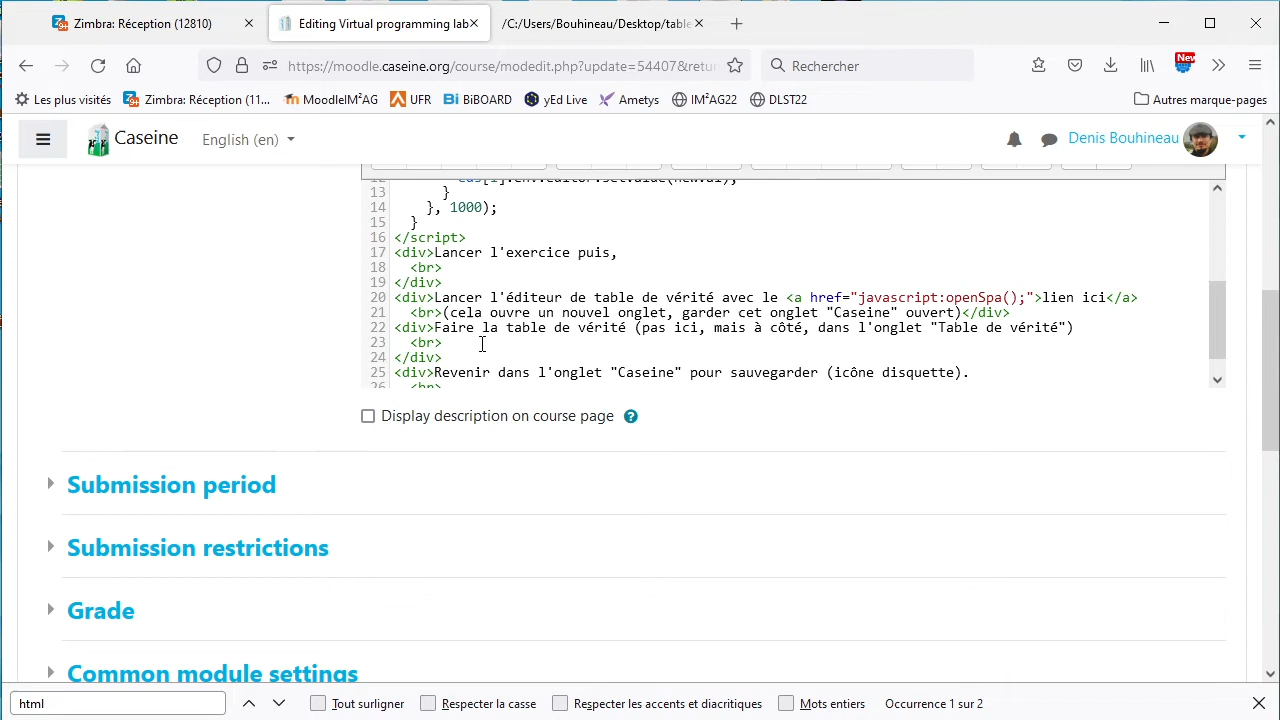 Zimbra: Réception (12810)
Editing Virtual programming lab
/C:/Users/Bouhineau/Desktop/table
https://moodle.caseine.org/course/modedit.php?update=54407&retur
Rechercher
New
Les plus visités
Zimbra: Réception (11...
MoodleIM²AG
UFR
BiBOARD
yEd Live
Ametys
IM²AG22
DLST22
Autres marque-pages
Caseine
English (en)
Denis Bouhineau
13 }
14 }, 1000);
15 }
16 </script>
17 <div>Lancer l'exercice puis,
18 <br>
19 </div>
20 <div>Lancer l'éditeur de table de vérité avec le <a href="javascript:openSpa();">lien ici</a>
21 <br>(cela ouvre un nouvel onglet, garder cet onglet "Caseine" ouvert)</div>
22 <div>Faire la table de vérité (pas ici, mais à côté, dans l'onglet "Table de vérité")
23 <br>
24 </div>
25 <div>Revenir dans l'onglet "Caseine" pour sauvegarder (icône disquette).
26 <br>
Display description on course page
Submission period
Submission restrictions
Grade
Common module settings
html
Tout surligner
Respecter la casse
Respecter les accents et diacritiques
Mots entiers
Occurrence 1 sur 2